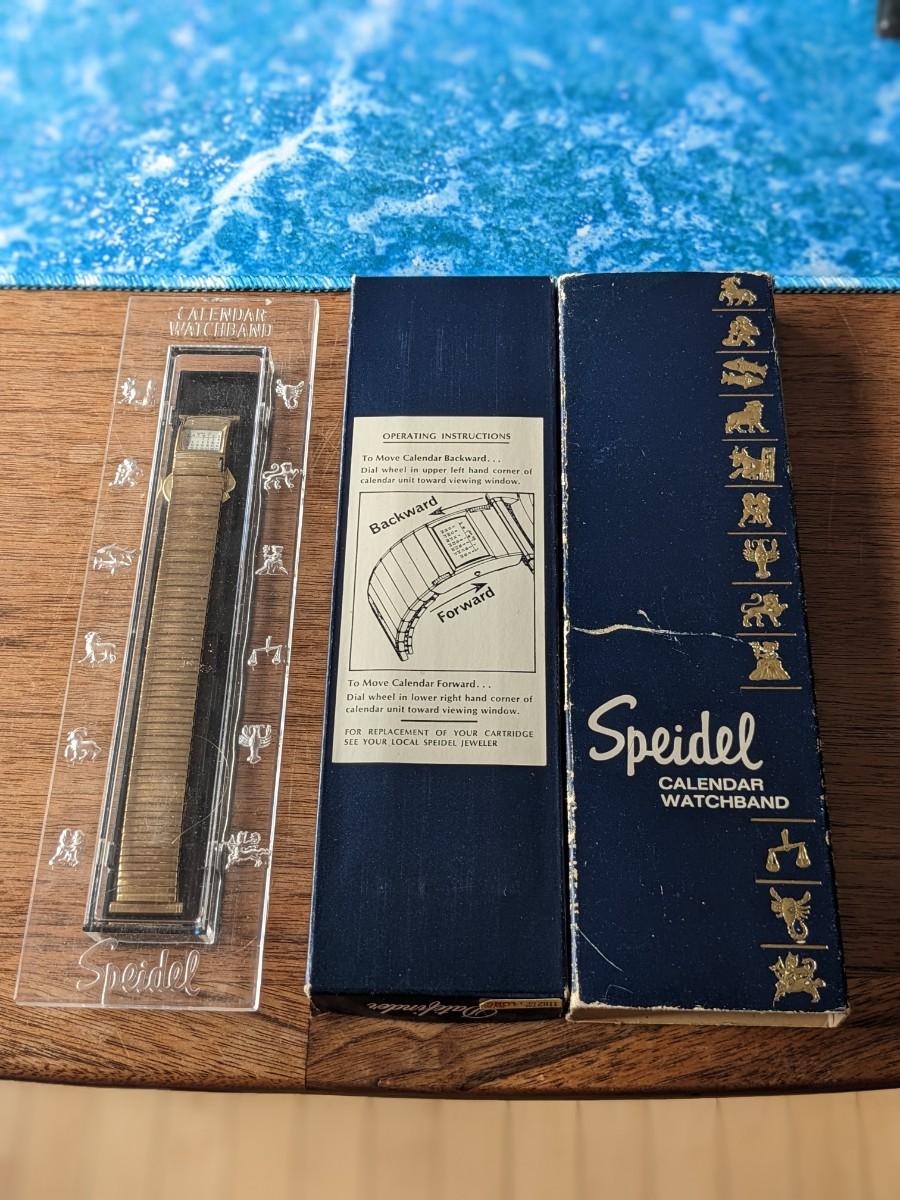 CALENDAR
WATCHBAND
Speidel
OPERATING INSTRUCTIONS
To Move Calendar Backward...
Dial wheel in upper left hand corner of
calendar unit toward viewing window.
Backward
Forward
To Move Calendar Forward...
Dial wheel in lower right hand corner of
calendar unit toward viewing window.
FOR REPLACEMENT OF YOUR CARTRIDGE
SEE YOUR LOCAL SPEIDEL JEWELER
Datefinder
Speidel
CALENDAR
WATCHBAND